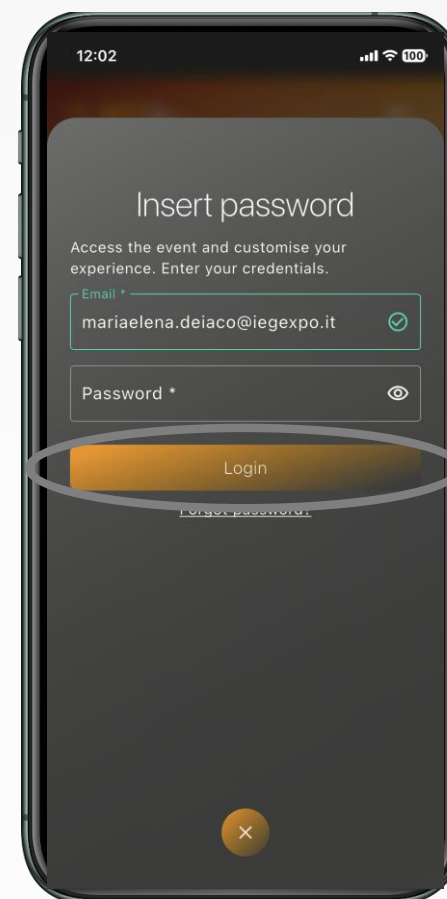 12:02
100
Insert password
Access the event and customise your
experience. Enter your credentials.
Email *
mariaelena.deiaco@iegexpo.it
Password *
Login
Forgot password?